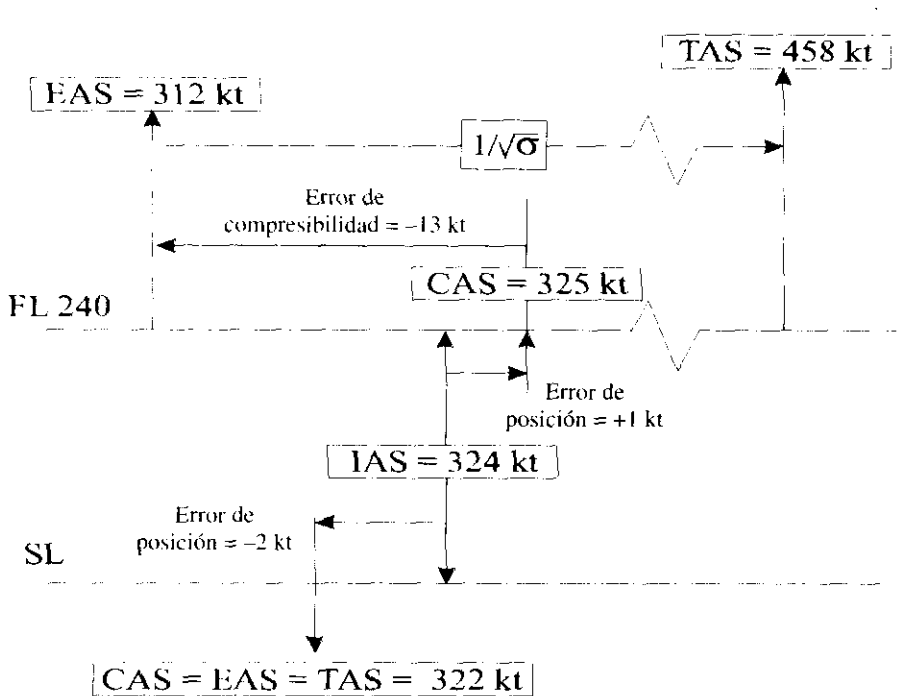 TAS = 458 kt
EAS = 312 kt
1/√σ
Error de
compresibilidad = –13 kt
CAS = 325 kt
FL 240
Error de
posición = +1 kt
IAS = 324 kt
Error de
posición = –2 kt
SL
CAS = EAS = TAS = 322 kt